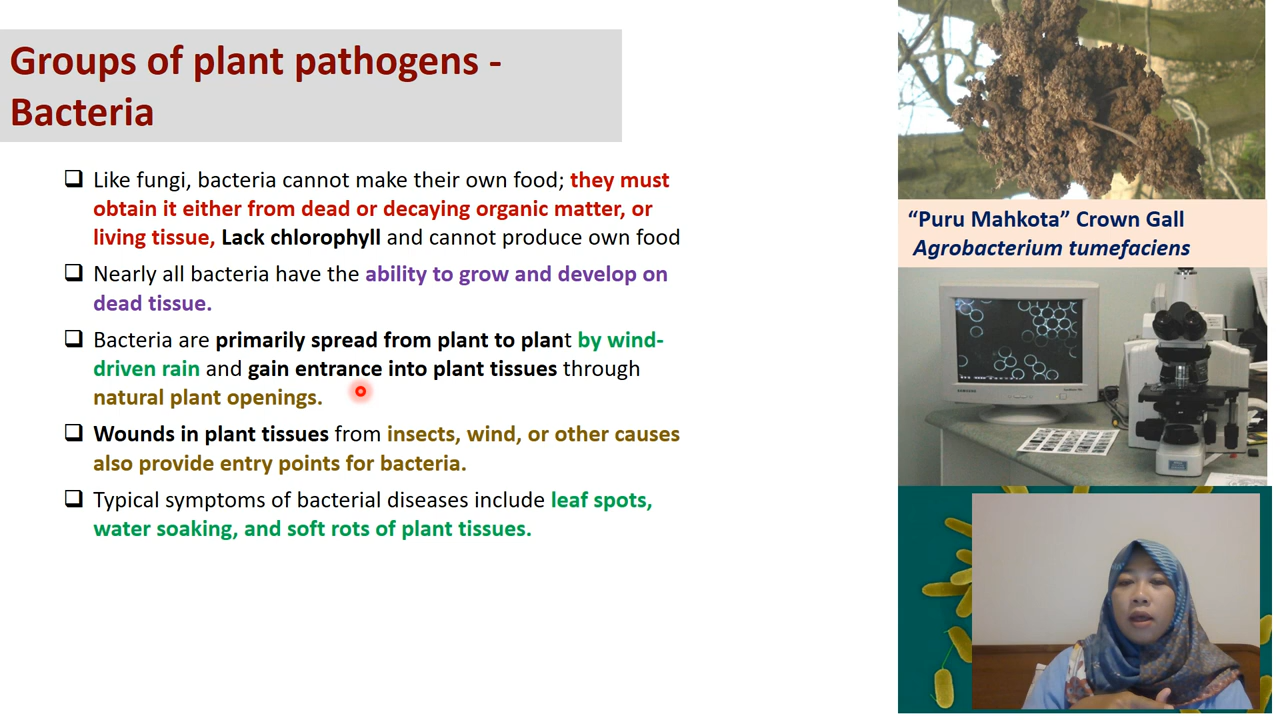 Groups of plant pathogens -
Bacteria
Like fungi, bacteria cannot make their own food; they must
obtain it either from dead or decaying organic matter, or
living tissue, Lack chlorophyll and cannot produce own food
Nearly all bacteria have the ability to grow and develop on
dead tissue.
Bacteria are primarily spread from plant to plant by wind-
driven rain and gain entrance into plant tissues through
natural plant openings.
Wounds in plant tissues from insects, wind, or other causes
also provide entry points for bacteria.
Typical symptoms of bacterial diseases include leaf spots,
water soaking, and soft rots of plant tissues.
“Puru Mahkota” Crown Gall
Agrobacterium tumefaciens
SAMSUNG